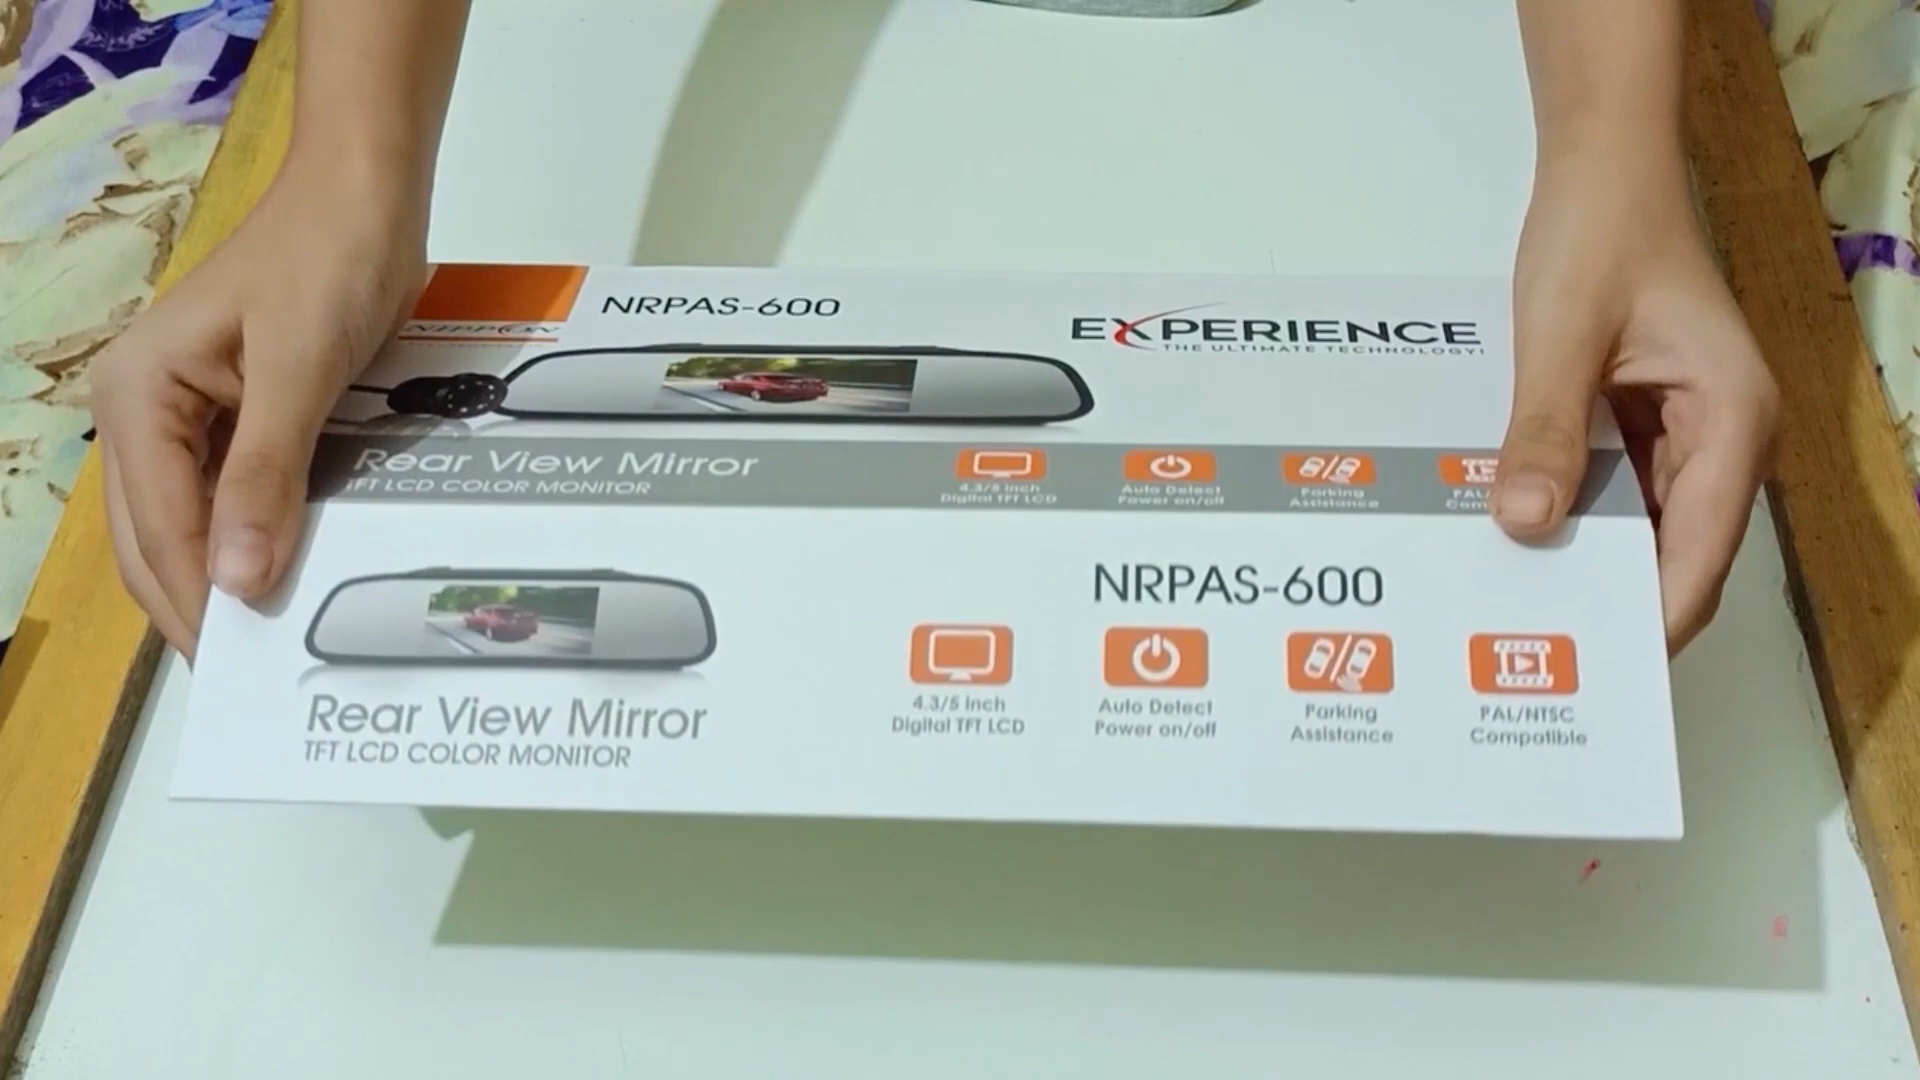 NIPPON
NRPAS-600
EXPERIENCE
THE ULTIMATE TECHNOLOGY!
Rear View Mirror
TFT LCD COLOR MONITOR
4.3/5 Inch
Digital TFT LCD
Auto Detect
Power on/off
Parking
Assistance
PAL/
Com
NRPAS-600
Rear View Mirror
TFT LCD COLOR MONITOR
4.3/5 Inch
Digital TFT LCD
Auto Detect
Power on/off
Parking
Assistance
PAL/NTSC
Compatible